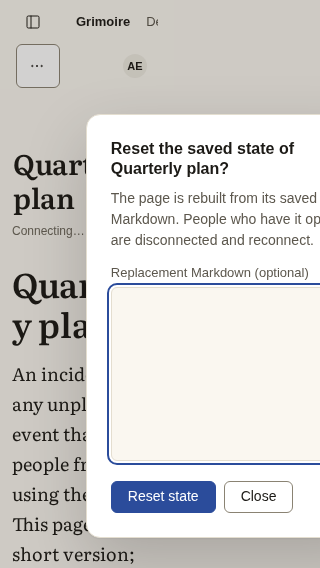 Grimoire
...
AE
Reset the saved state of
Quarterly plan?
The page is rebuilt from its saved
Markdown. People who have it op
are disconnected and reconnect.
Replacement Markdown (optional)
Reset state
Close
Quart
plan
Connecting...
Quar
y pla
An incid
any unpl
event tha
people fr
using the
This page
short version;